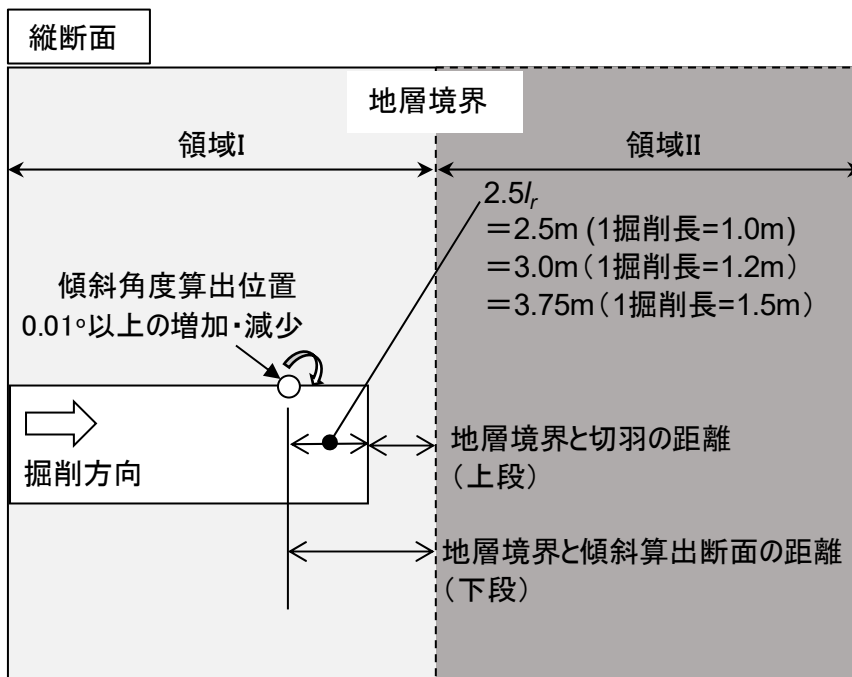 縦断面
地層境界
領域I
領域II
2.5lr
＝2.5m (1掘削長=1.0m)
＝3.0m（1掘削長=1.2m）
＝3.75m（1掘削長=1.5m）
傾斜角度算出位置
0.01°以上の増加・減少
掘削方向
地層境界と切羽の距離
（上段）
地層境界と傾斜算出断面の距離
（下段）